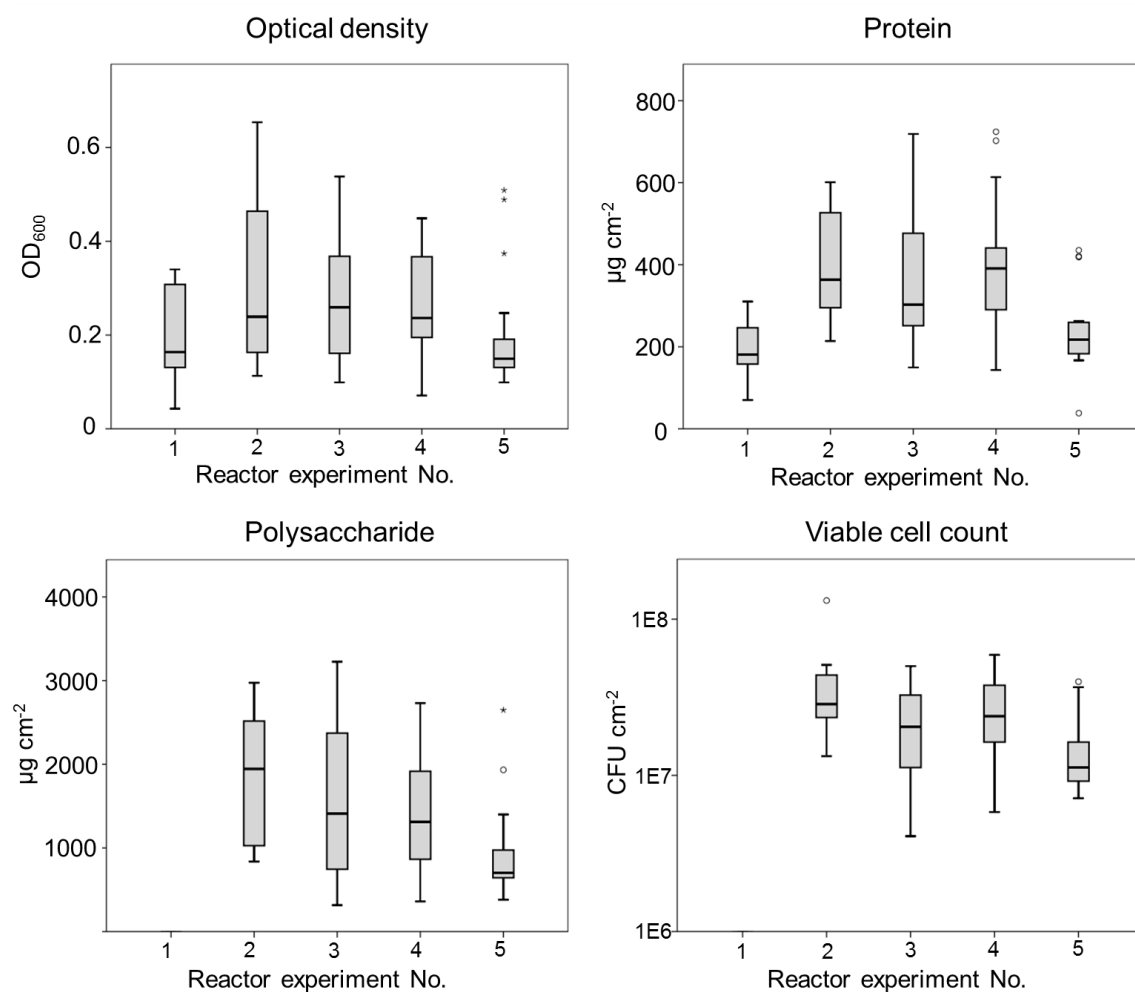 Optical density
OD600
0.6
0.4
0.2
0
1 2 3 4 5
Reactor experiment No.
Protein
µg cm-2
800
600
400
200
0
1 2 3 4 5
Reactor experiment No.
Polysaccharide
µg cm-2
4000
3000
2000
1000
1 2 3 4 5
Reactor experiment No.
Viable cell count
CFU cm-2
1E8
1E7
1E6
1 2 3 4 5
Reactor experiment No.